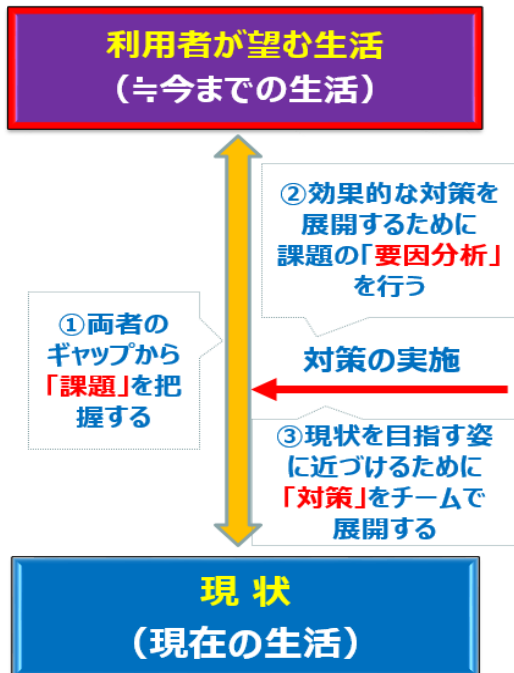 利用者が望む生活
（≒今までの生活）
②効果的な対策を
展開するために
課題の「要因分析」
を行う
①両者の
ギャップから
「課題」を把
握する
対策の実施
③現状を目指す姿
に近づけるために
「対策」をチームで
展開する
現 状
（現在の生活）